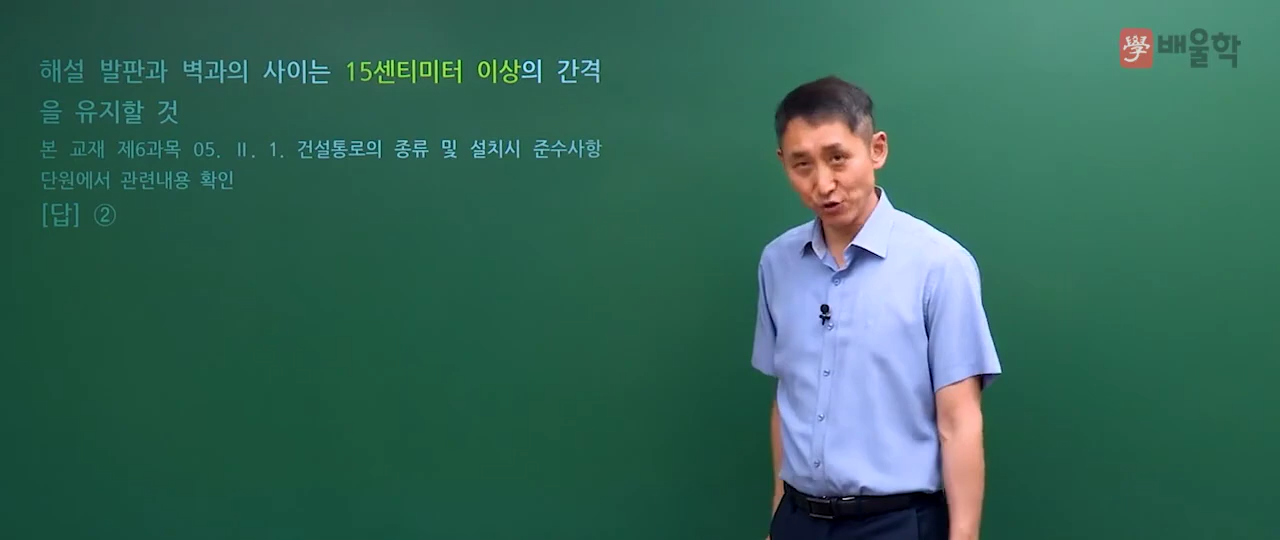 해설 발판과 벽과의 사이는 15센티미터 이상의 간격
을 유지할 것
본 교재 제6과목 05. Ⅱ. 1. 건설통로의 종류 및 설치시 준수사항
단원에서 관련내용 확인
[답] ②
學 배울학